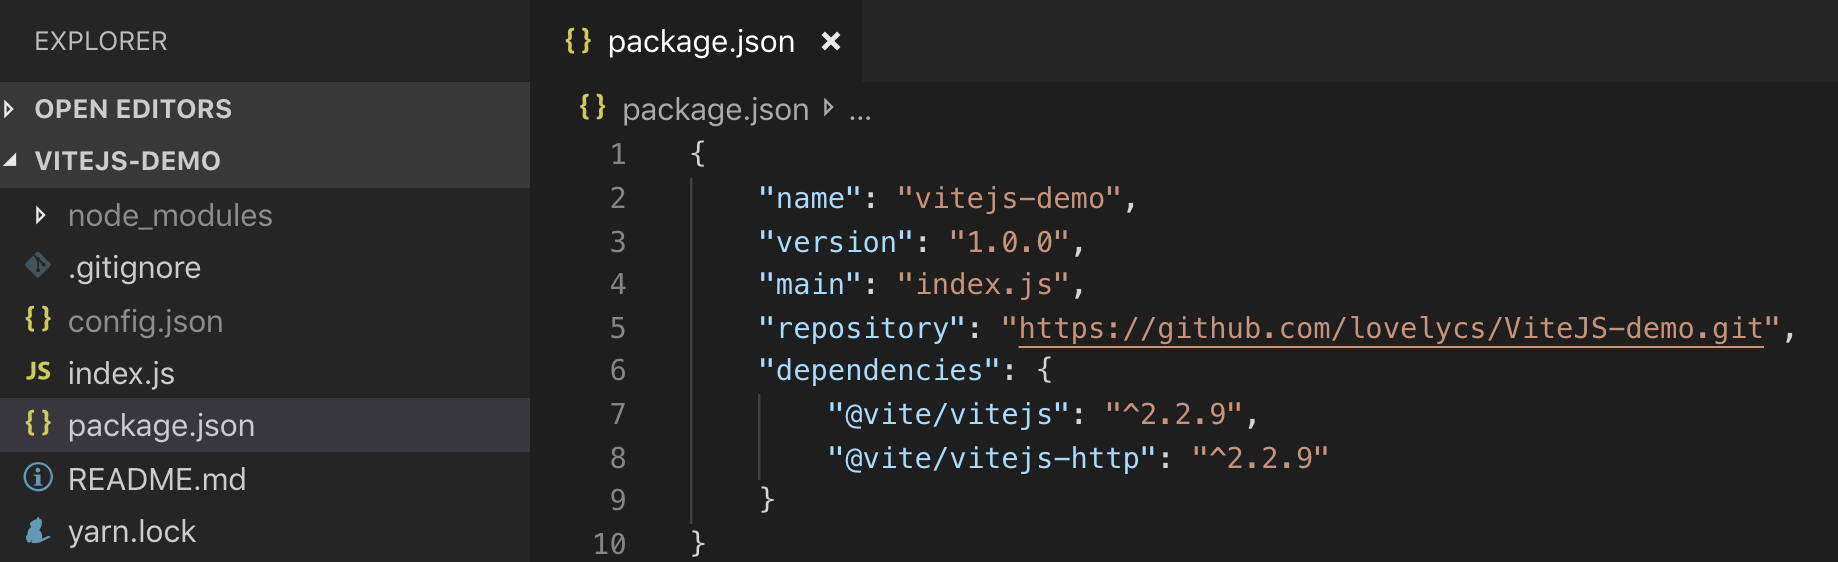 EXPLORER
OPEN EDITORS
VITEJS-DEMO
node_modules
.gitignore
{} config.json
JS index.js
{} package.json
README.md
yarn.lock
{} package.json ×
{} package.json ...
1 {
2 "name": "vitejs-demo",
3 "version": "1.0.0",
4 "main": "index.js",
5 "repository": "https://github.com/lovelycs/ViteJS-demo.git",
6 "dependencies": {
7 "@vite/vitejs": "^2.2.9",
8 "@vite/vitejs-http": "^2.2.9"
9 }
10 }